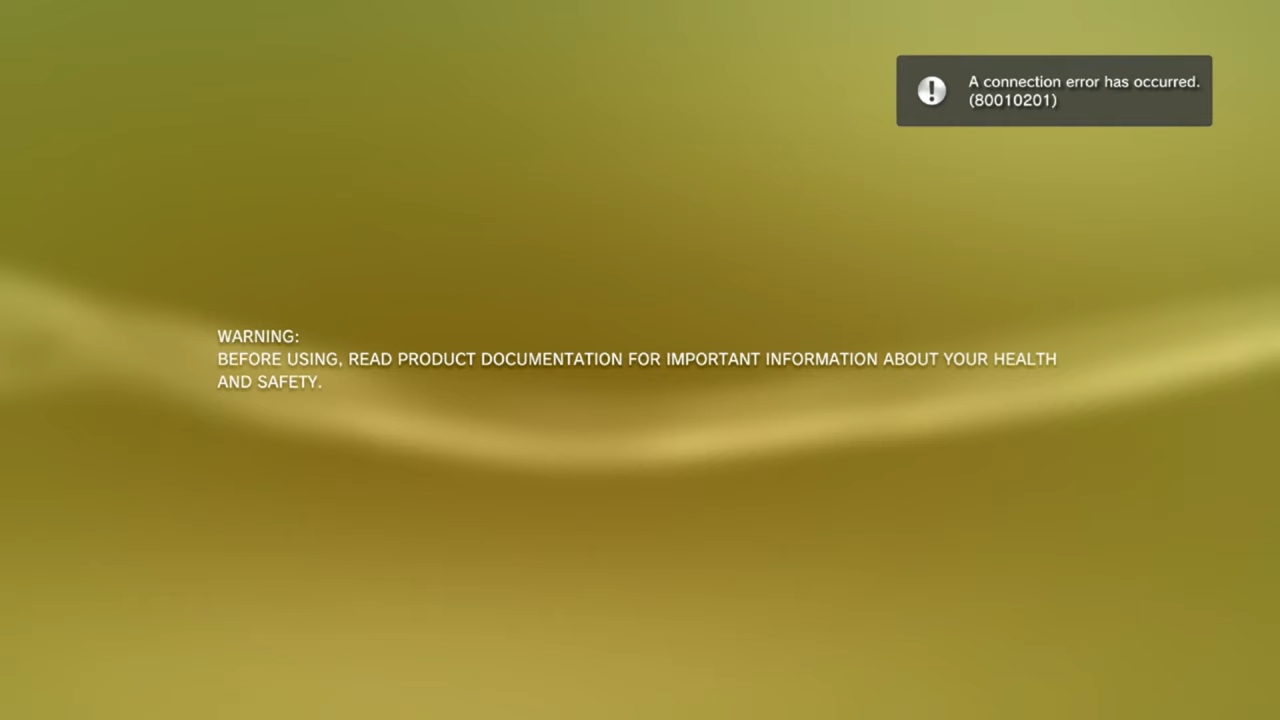 A connection error has occurred.
(80010201)
WARNING:
BEFORE USING, READ PRODUCT DOCUMENTATION FOR IMPORTANT INFORMATION ABOUT YOUR HEALTH
AND SAFETY.